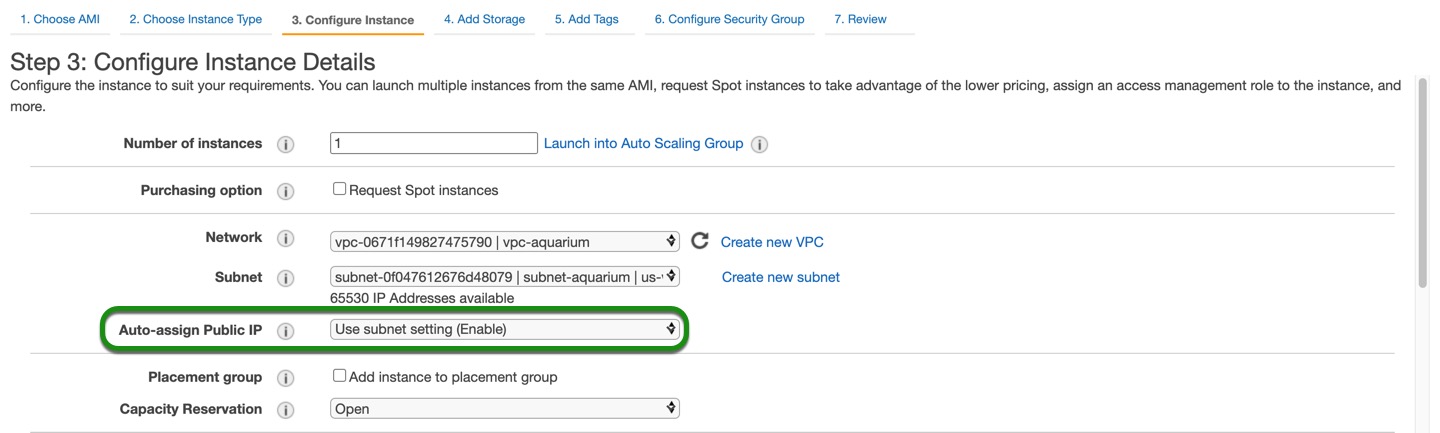 1. Choose AMI 2. Choose Instance Type 3. Configure Instance 4. Add Storage 5. Add Tags 6. Configure Security Group 7. Review
Step 3: Configure Instance Details
Configure the instance to suit your requirements. You can launch multiple instances from the same AMI, request Spot instances to take advantage of the lower pricing, assign an access management role to the instance, and
more.
Number of instances i 1 Launch into Auto Scaling Group i
Purchasing option i Request Spot instances
Network i vpc-0671f149827475790 | vpc-aquarium Create new VPC
Subnet i subnet-0f047612676d48079 | subnet-aquarium | us- Create new subnet
65530 IP Addresses available
Auto-assign Public IP i Use subnet setting (Enable)
Placement group i Add instance to placement group
Capacity Reservation i Open